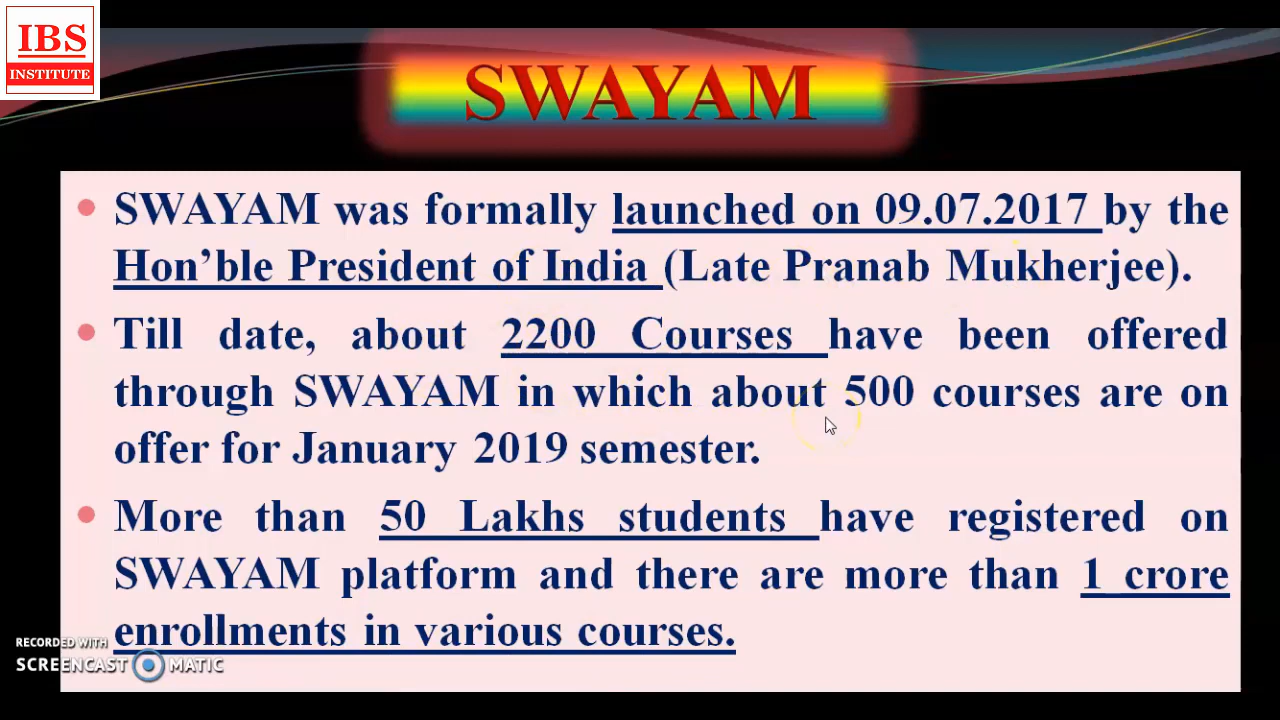 IBS
INSTITUTE
SWAYAM
• SWAYAM was formally launched on 09.07.2017 by the
Hon’ble President of India (Late Pranab Mukherjee).
• Till date, about 2200 Courses have been offered
through SWAYAM in which about 500 courses are on
offer for January 2019 semester.
• More than 50 Lakhs students have registered on
SWAYAM platform and there are more than 1 crore
enrollments in various courses.
RECORDED WITH
SCREENCAST MATIC